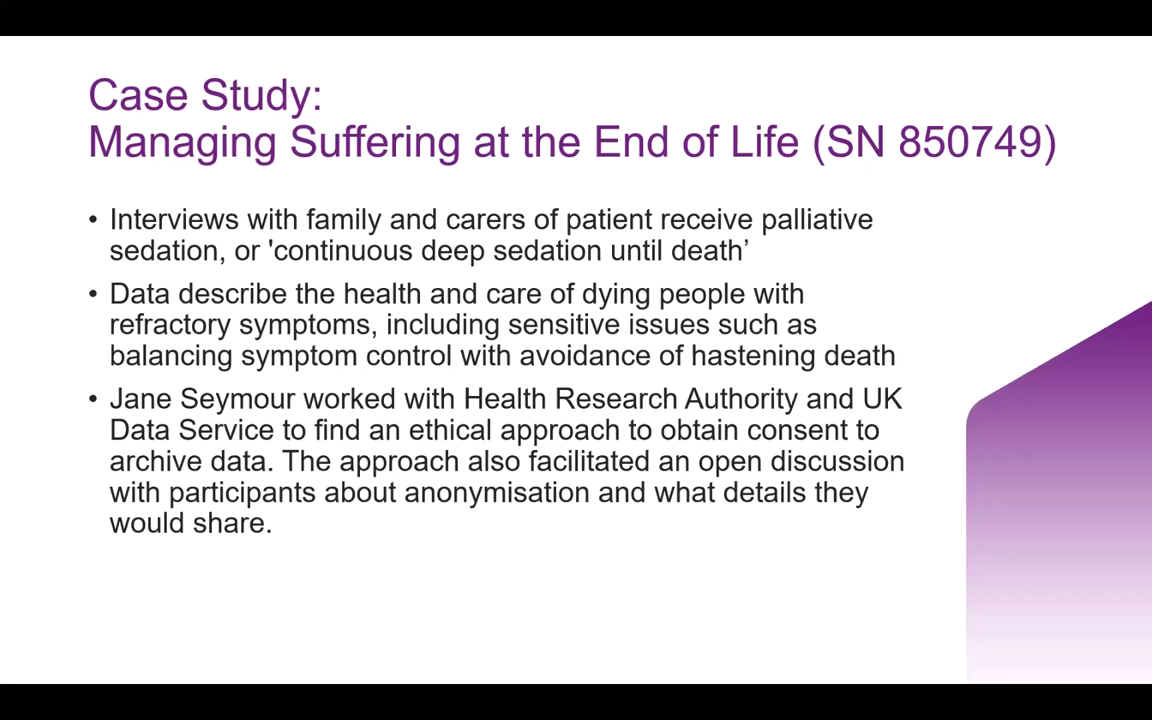 Case Study:
Managing Suffering at the End of Life (SN 850749)
• Interviews with family and carers of patient receive palliative
sedation, or 'continuous deep sedation until death’
• Data describe the health and care of dying people with
refractory symptoms, including sensitive issues such as
balancing symptom control with avoidance of hastening death
• Jane Seymour worked with Health Research Authority and UK
Data Service to find an ethical approach to obtain consent to
archive data. The approach also facilitated an open discussion
with participants about anonymisation and what details they
would share.